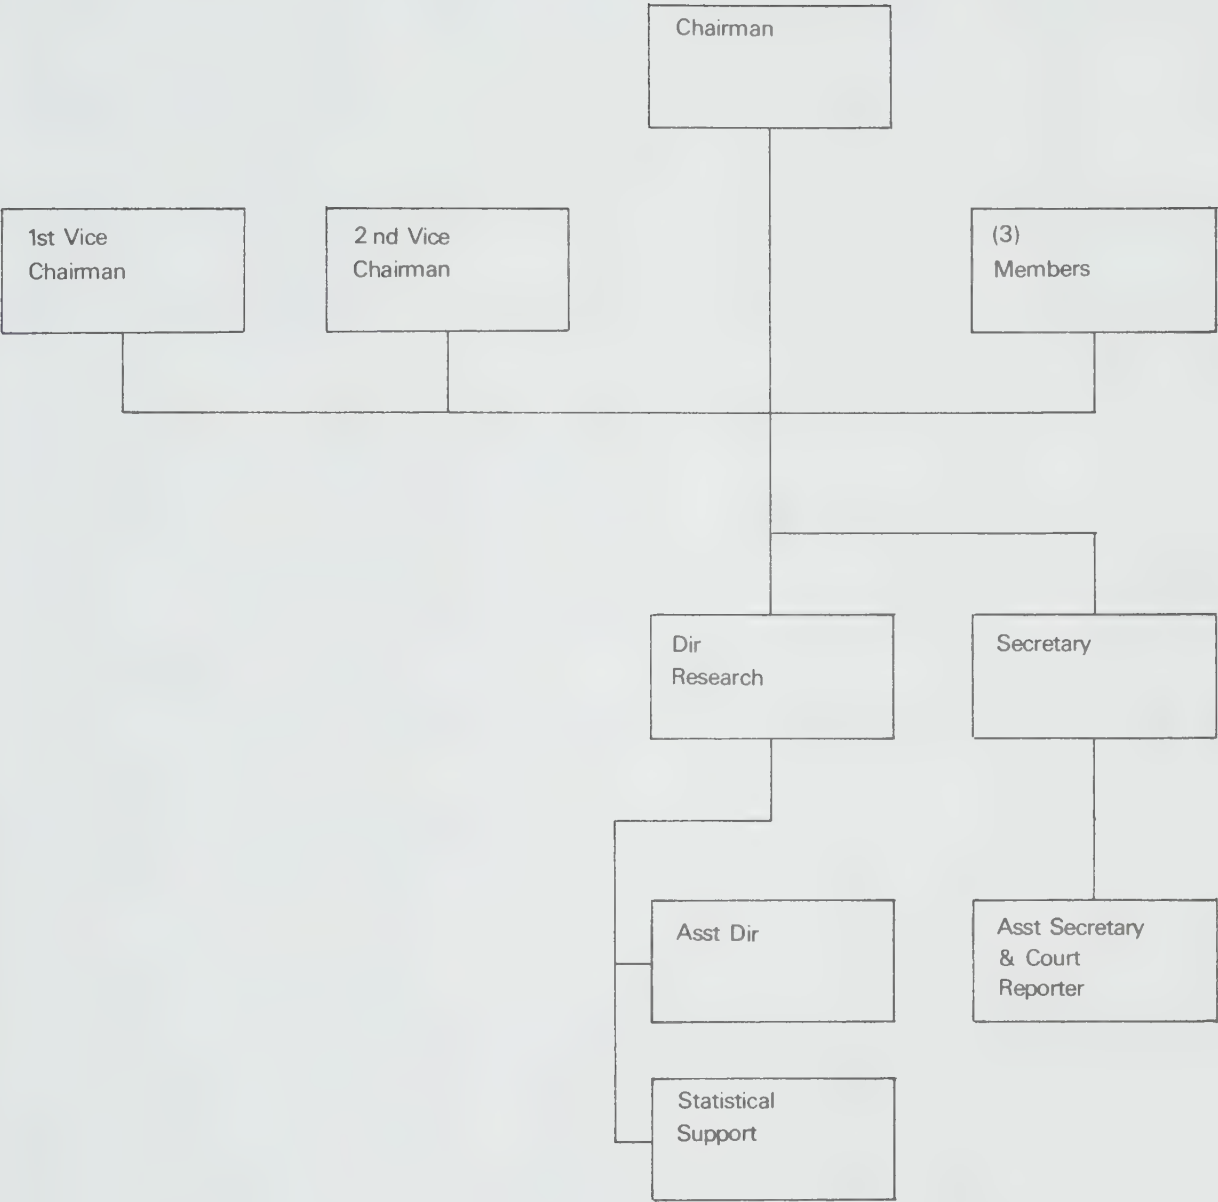 Chairman
1st Vice
Chairman
2 nd Vice
Chairman
(3)
Members
Dir
Research
Secretary
Asst Dir
Asst Secretary
& Court
Reporter
Statistical
Support